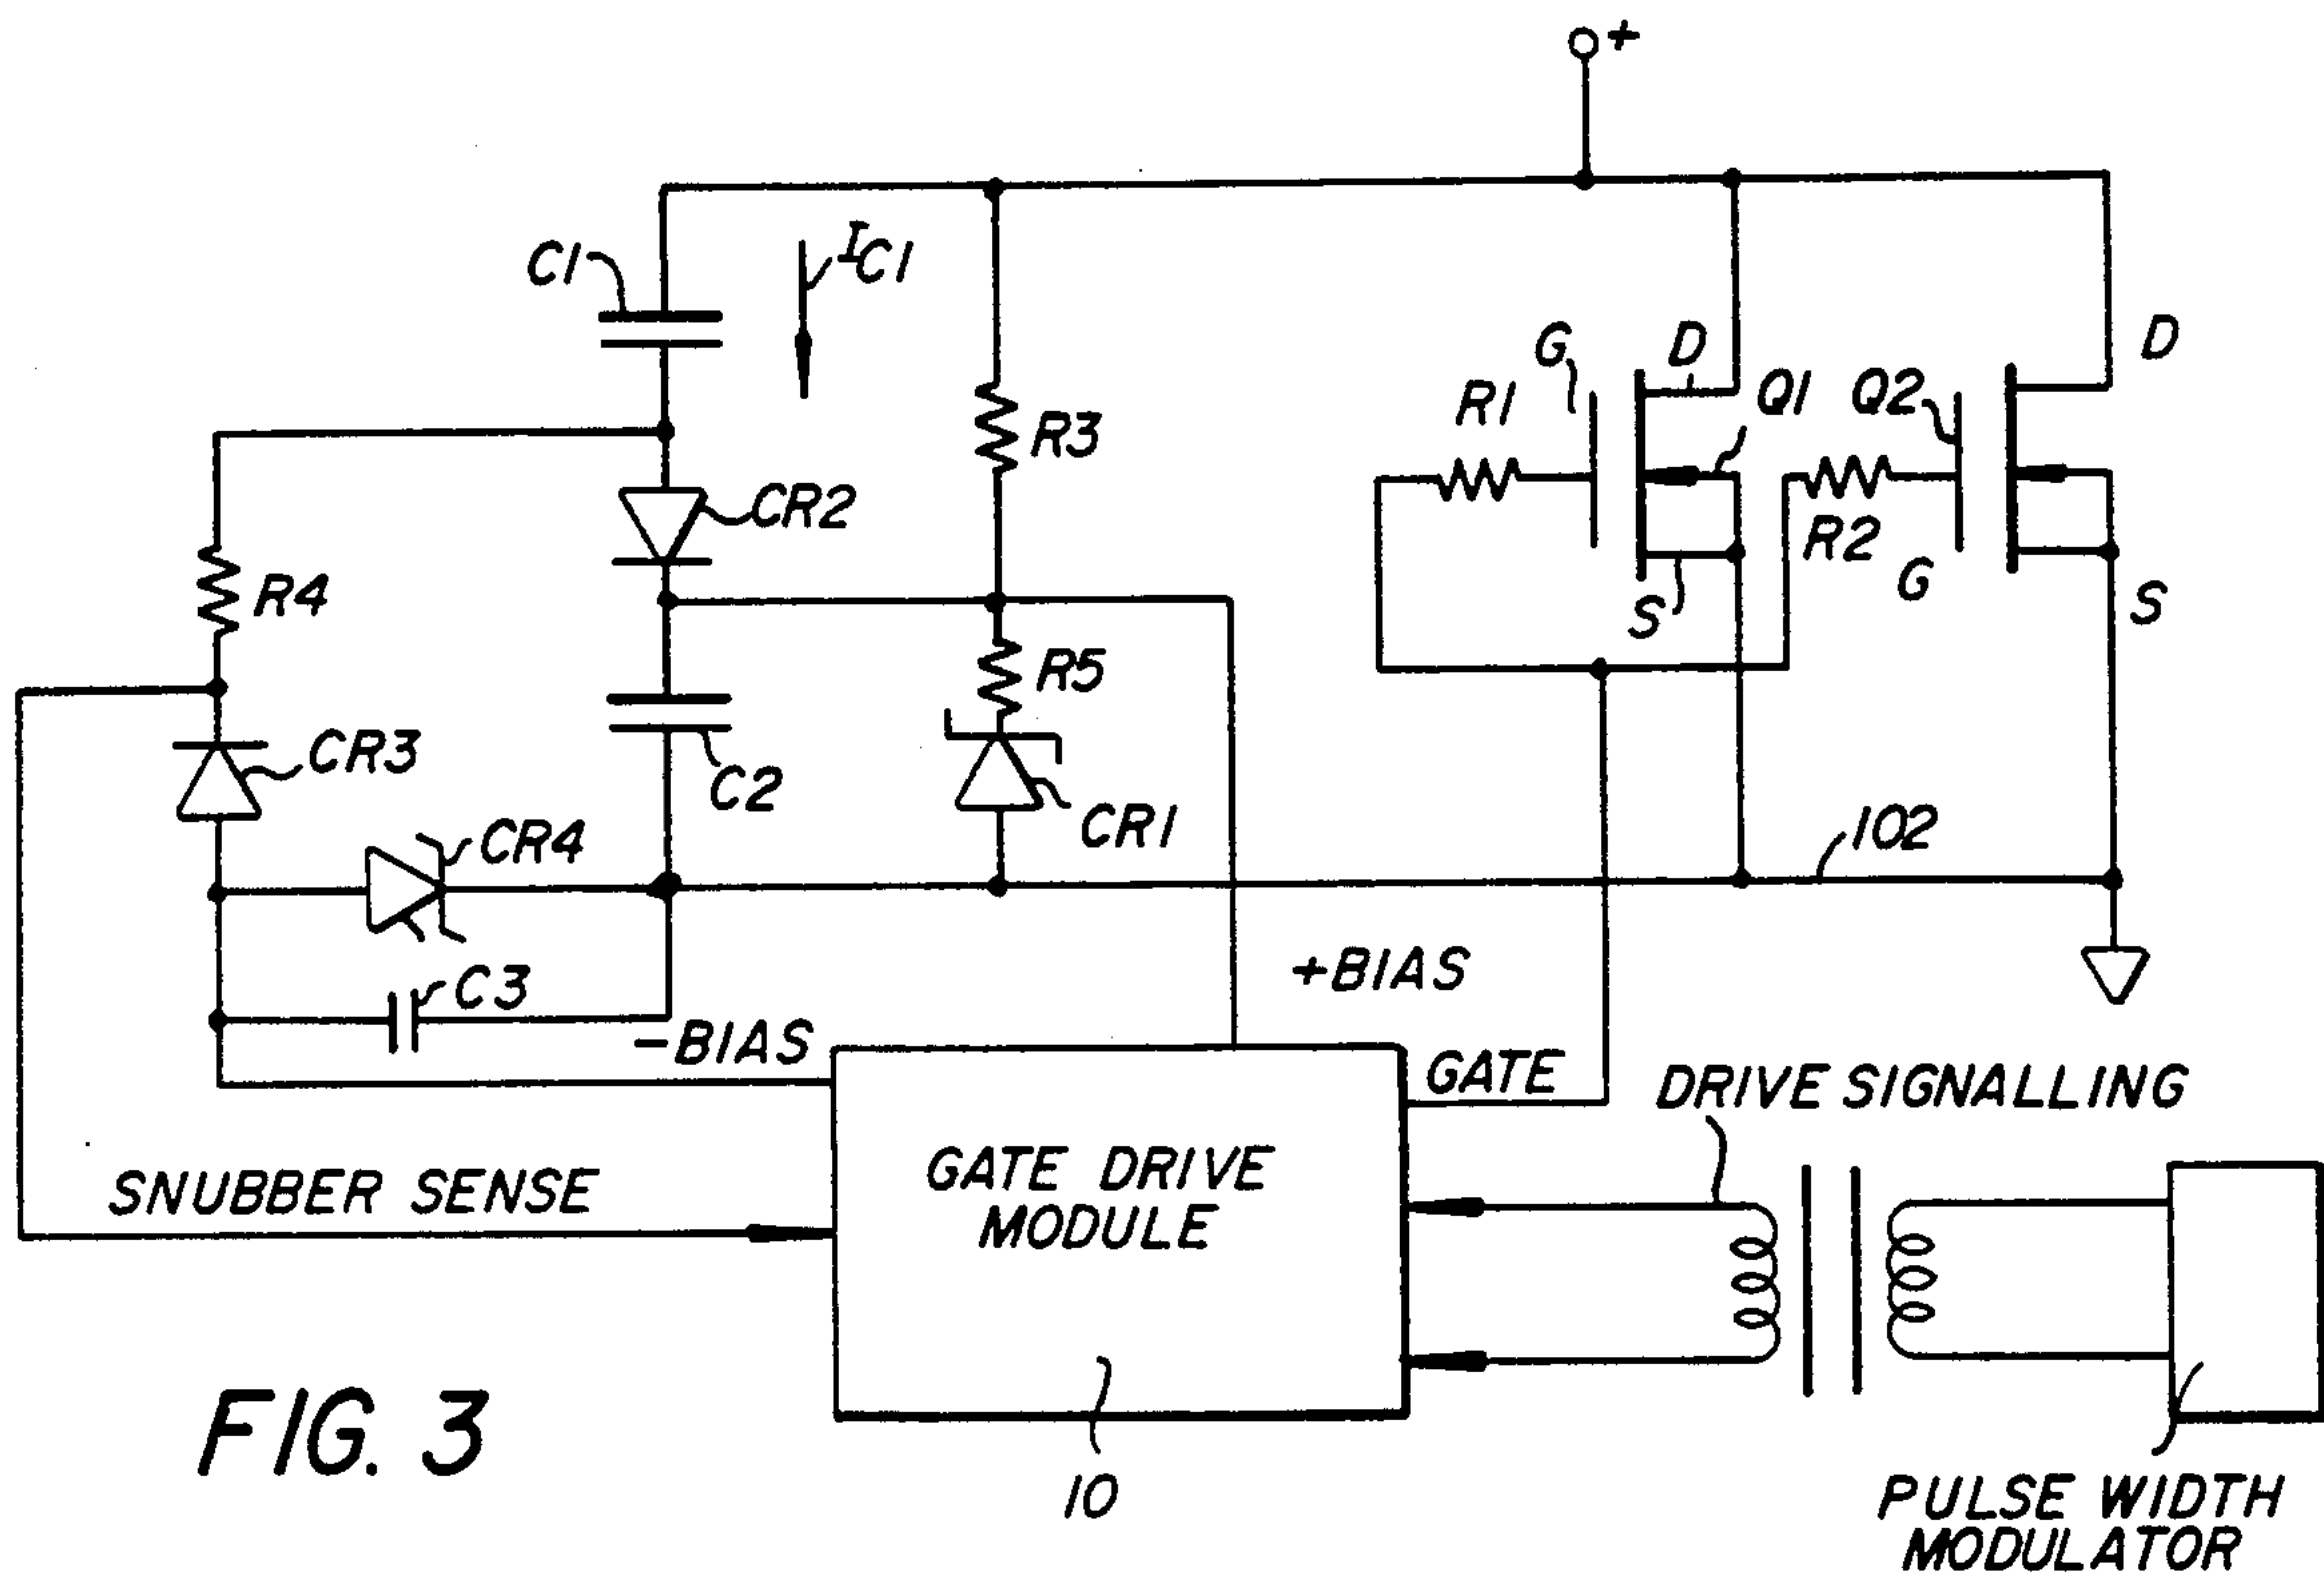 +
C1
IC1
G
D
D
R1
Q1
Q2
R3
CR2
R2
G
R4
S
S
R5
CR3
C2
CR1
CR4
102
C3
+BIAS
-BIAS
GATE
DRIVE SIGNALLING
GATE DRIVE
MODULE
SNUBBER SENSE
FIG. 3
10
PULSE WIDTH
MODULATOR